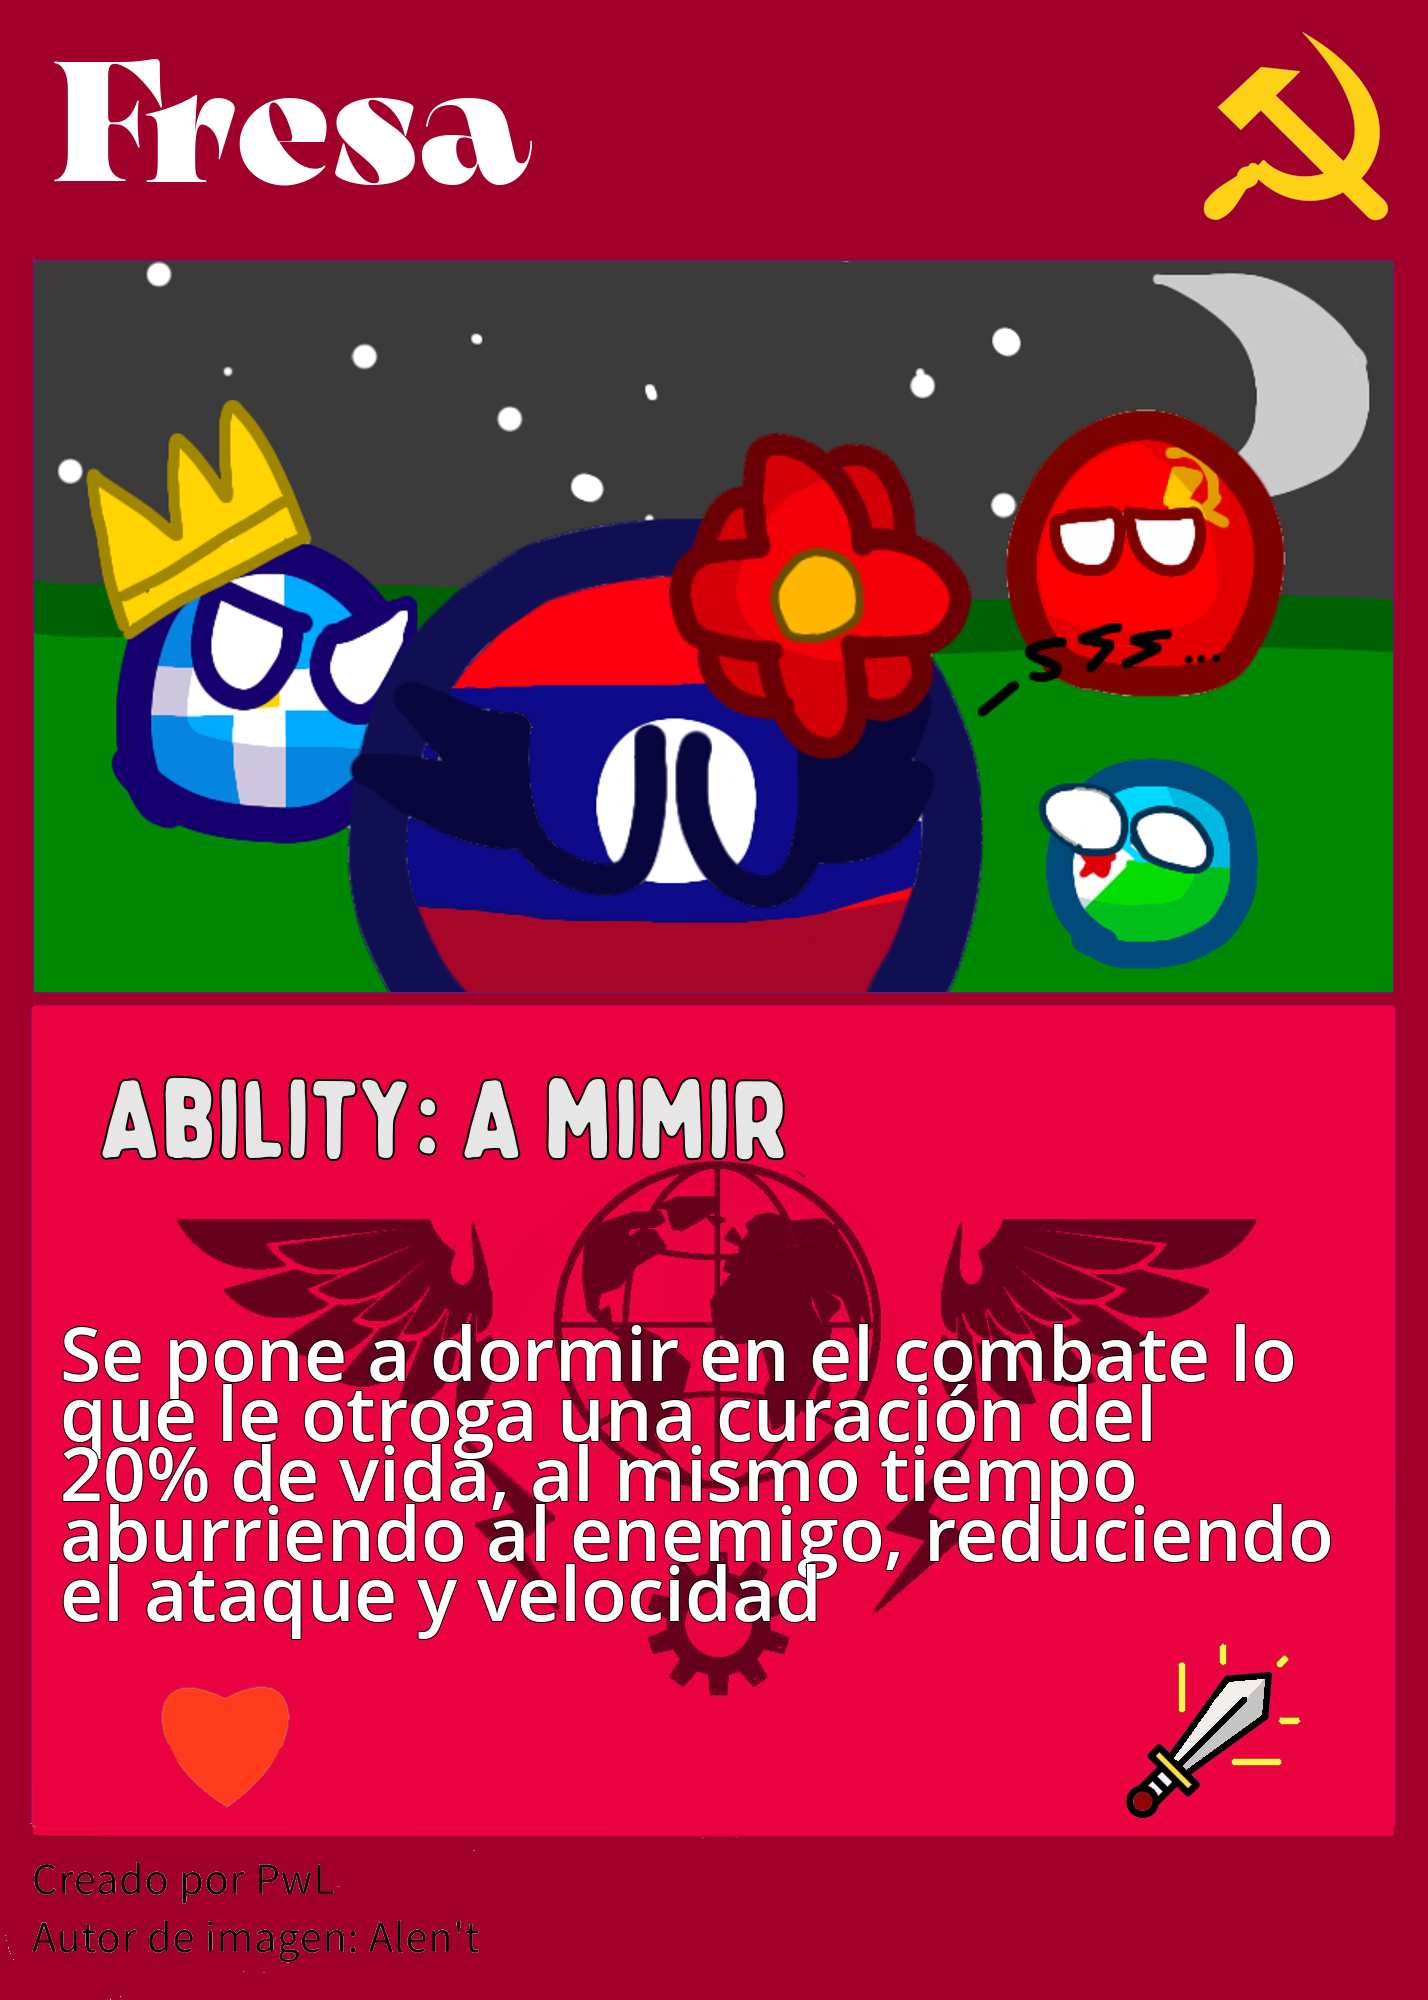 Fresa
sss...
ABILITY: A MIMIR
Se pone a dormir en el combate lo
que le otroga una curación del
20% de vida, al mismo tiempo
aburriendo al enemigo, reduciendo
el ataque y velocidad
Creado por PwL
Autor de imagen: Alen't